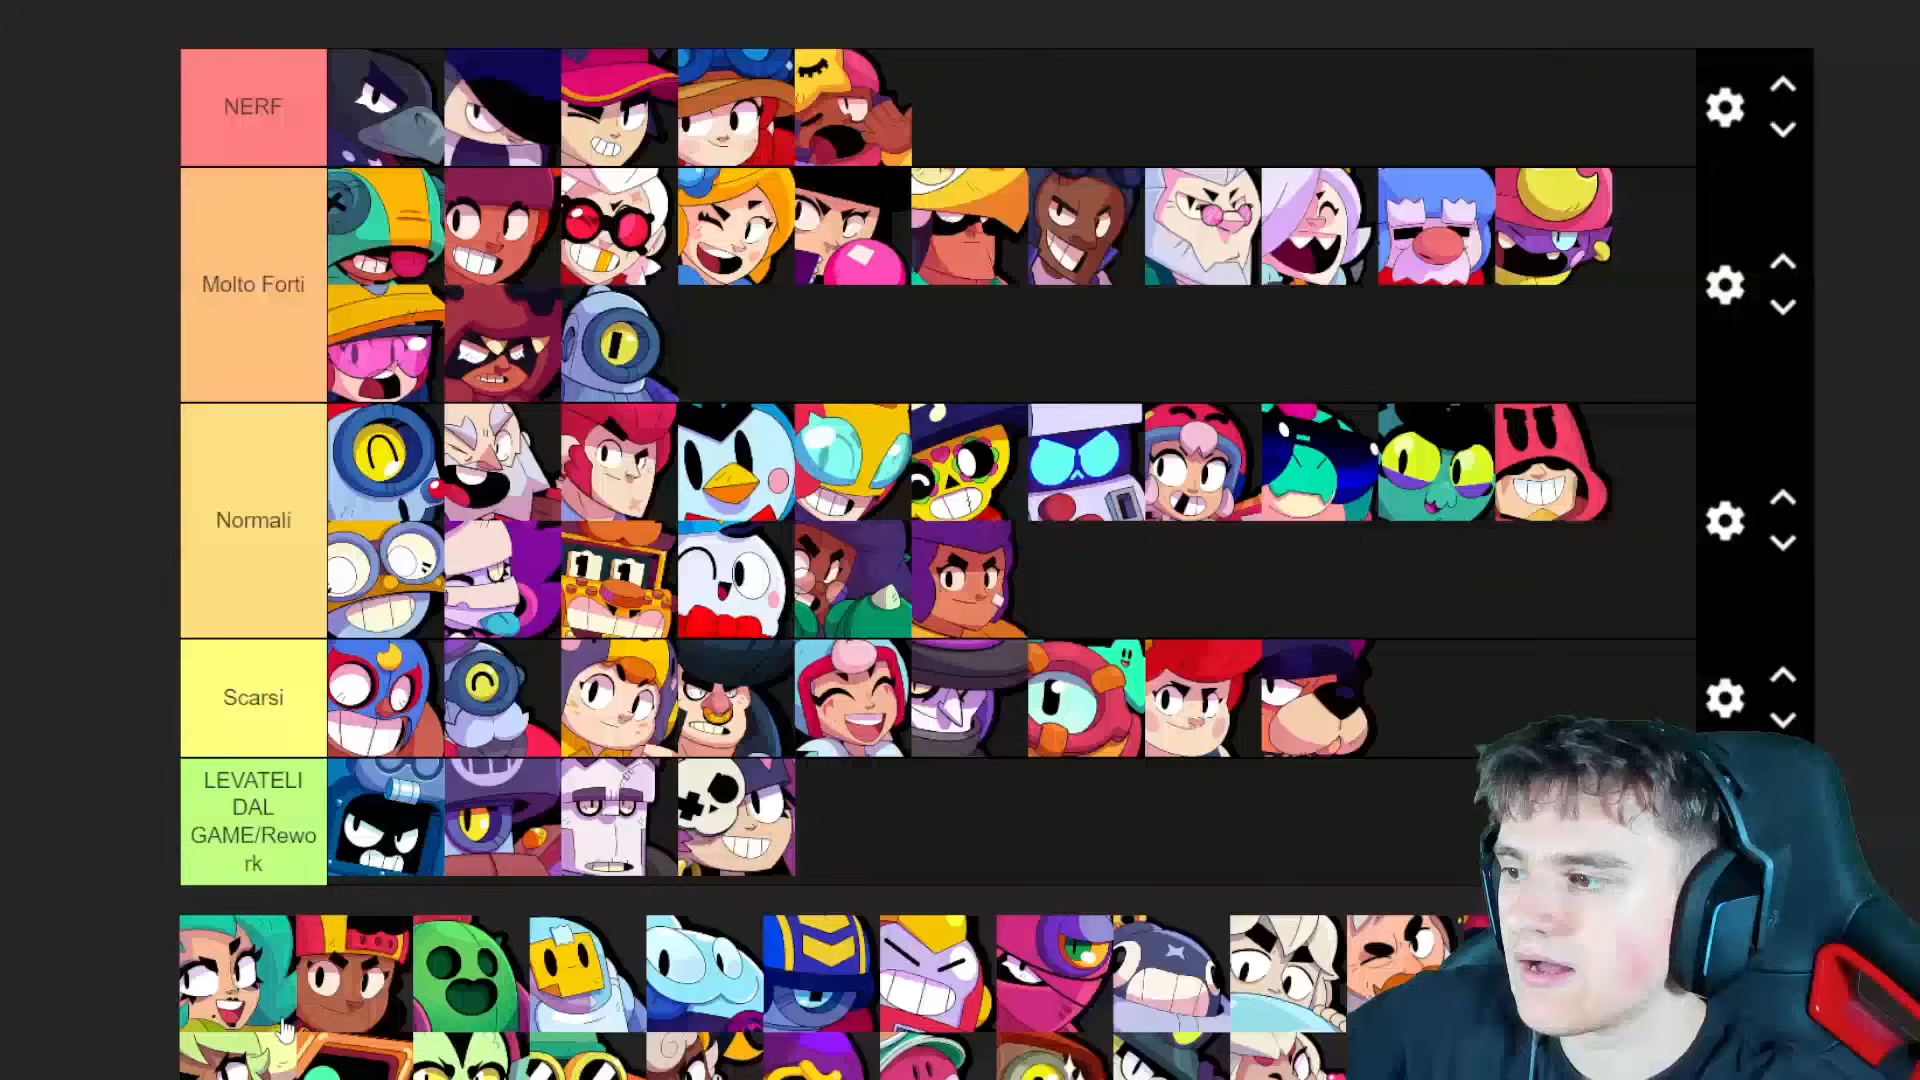 NERF
Molto Forti
Normali
Scarsi
LEVATELI
DAL
GAME/Rewo
rk